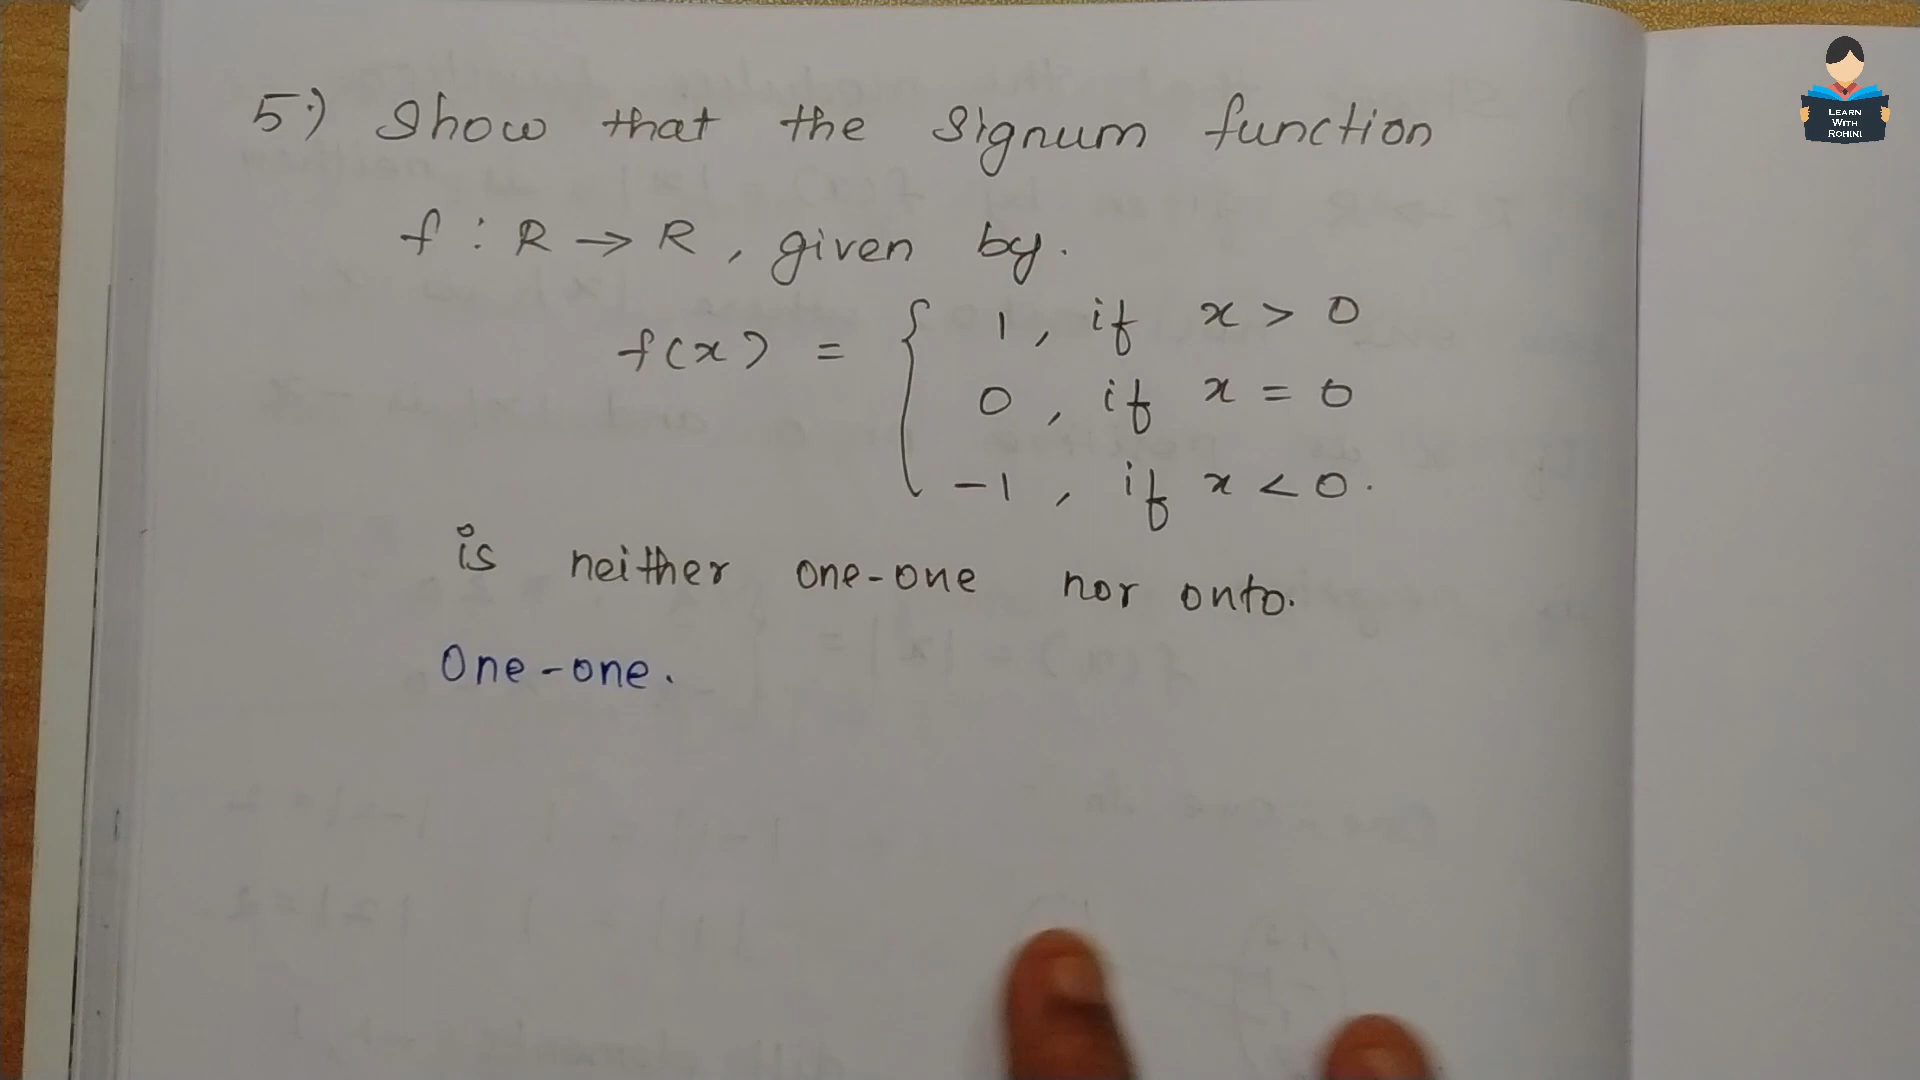 5.) Show that the Signum function
f : R → R, given by.
f(x) = { 1, if x > 0
0, if x = 0
-1, if x < 0.
is neither one-one nor onto.
One-one.
LEARN
WITH
ROHINI